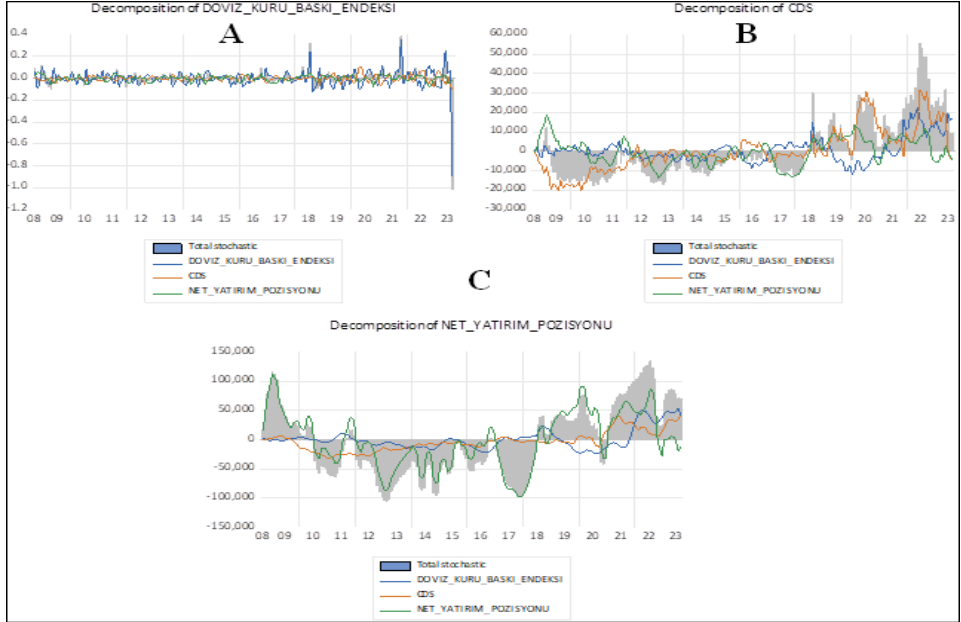 Decomposition of DOVIZ_KURU_BASKI_ENDEKSI
A
0.4
0.2
0.0
-0.2
-0.4
-0.6
-0.8
-1.0
-1.2
08 09 10 11 12 13 14 15 16 17 18 19 20 21 22 23
Total stochastic
DOVIZ_KURU_BASKI_ENDEKSI
CDS
NET_YATIRIM_POZISYONU
Decomposition of CDS
B
60,000
50,000
40,000
30,000
20,000
10,000
0
-10,000
-20,000
-30,000
08 09 10 11 12 13 14 15 16 17 18 19 20 21 22 23
Total stochastic
DOVIZ_KURU_BASKI_ENDEKSI
CDS
NET_YATIRIM_POZISYONU
C
Decomposition of NET_YATIRIM_POZISYONU
150,000
100,000
50,000
0
-50,000
-100,000
-150,000
08 09 10 11 12 13 14 15 16 17 18 19 20 21 22 23
Total stochastic
DOVIZ_KURU_BASKI_ENDEKSI
CDS
NET_YATIRIM_POZISYONU